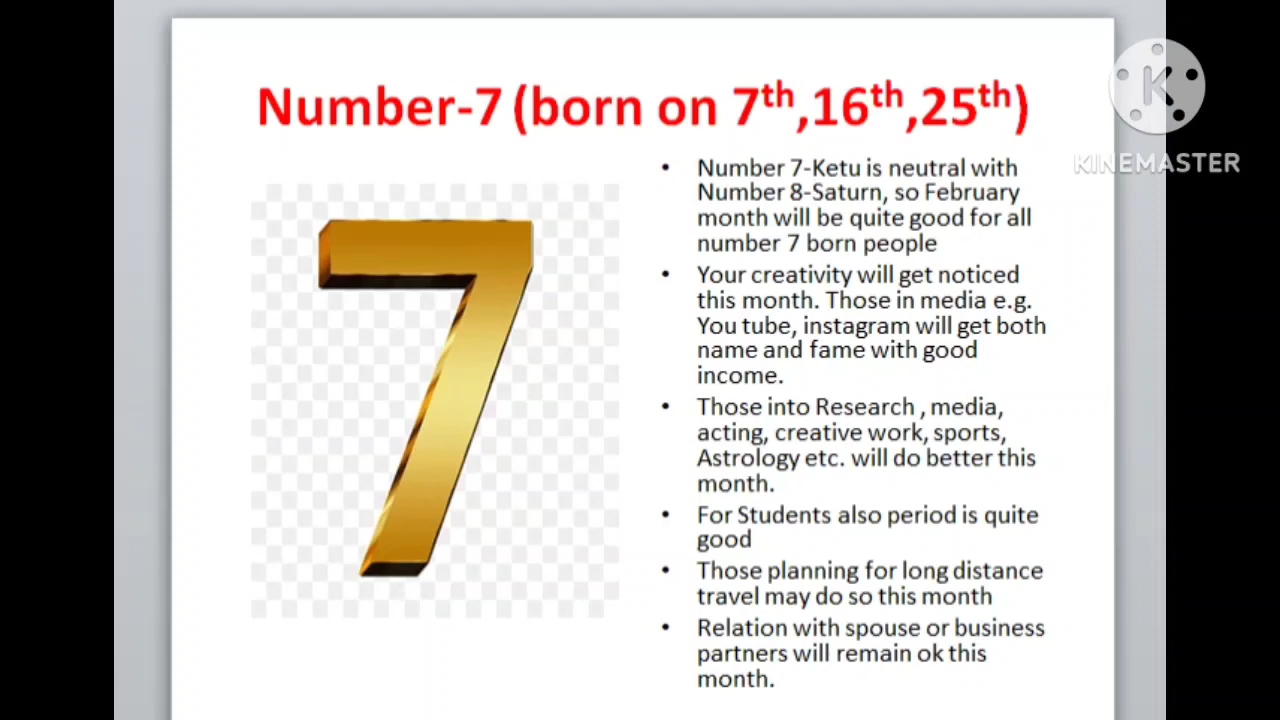 Number-7 (born on 7th,16th,25th)
KINEMASTER
• Number 7-Ketu is neutral with
Number 8-Saturn, so February
month will be quite good for all
number 7 born people
• Your creativity will get noticed
this month. Those in media e.g.
You tube, instagram will get both
name and fame with good
income.
• Those into Research , media,
acting, creative work, sports,
Astrology etc. will do better this
month.
• For Students also period is quite
good
• Those planning for long distance
travel may do so this month
• Relation with spouse or business
partners will remain ok this
month.
7